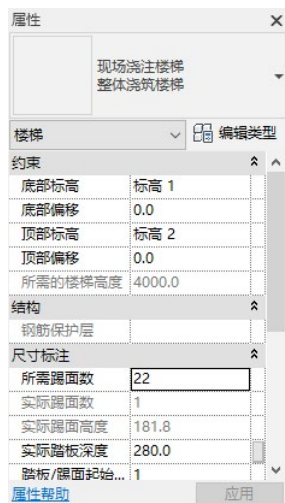 属性
现场浇注楼梯
整体浇筑楼梯
楼梯 编辑类型
约束
底部标高 标高 1
底部偏移 0.0
顶部标高 标高 2
顶部偏移 0.0
所需的楼梯高度 4000.0
结构
钢筋保护层
尺寸标注
所需踢面数 22
实际踢面数 1
实际踢面高度 181.8
实际踏板深度 280.0
踏板/踢面起始... 1
属性帮助 应用